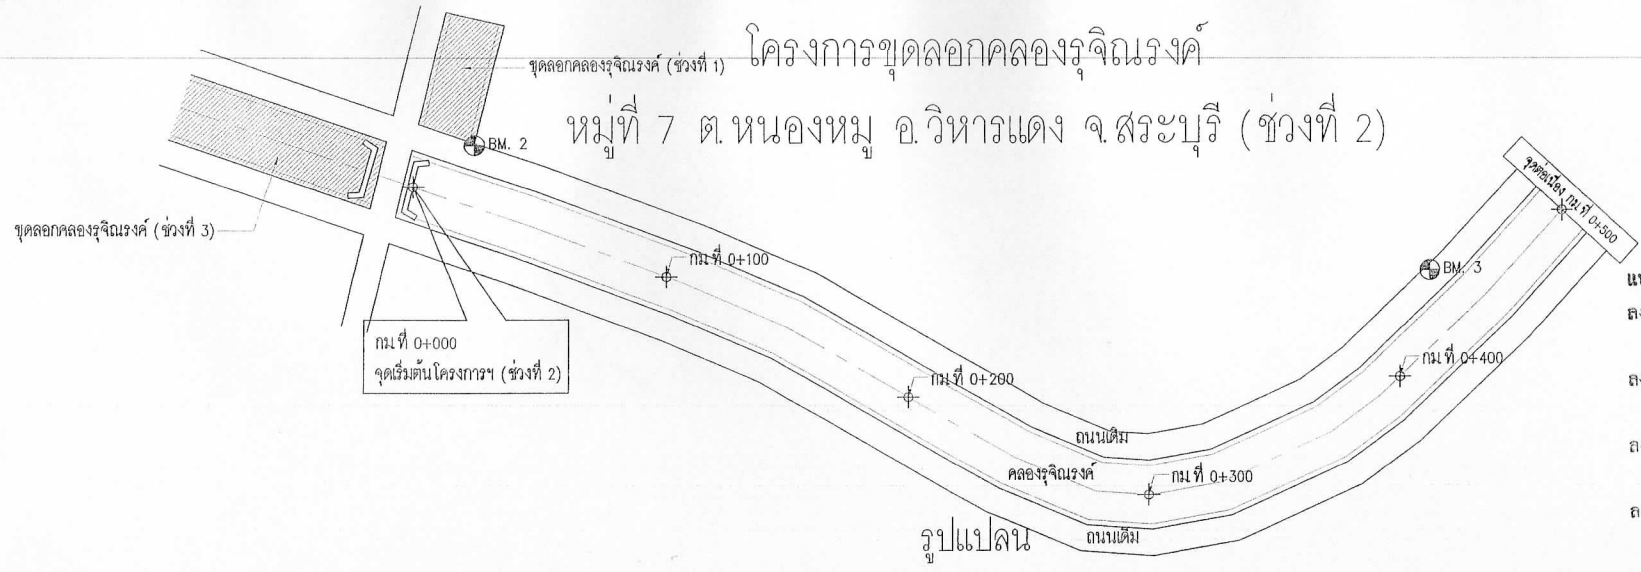 โครงการขุดลอกคลองรุจิณรงค์
หมู่ที่ 7 ต.หนองหมู อ.วิหารแดง จ.สระบุรี (ช่วงที่ 2)
ขุดลอกคลองรุจิณรงค์ (ช่วงที่ 1)
BM. 2
ขุดลอกคลองรุจิณรงค์ (ช่วงที่ 3)
จุดต่อเนื่อง กม.ที่ 0+500
กม.ที่ 0+100
BM. 3
กม.ที่ 0+000
จุดเริ่มต้นโครงการฯ (ช่วงที่ 2)
กม.ที่ 0+200
กม.ที่ 0+400
ถนนเดิม
คลองรุจิณรงค์
กม.ที่ 0+300
ถนนเดิม
รูปแปลน